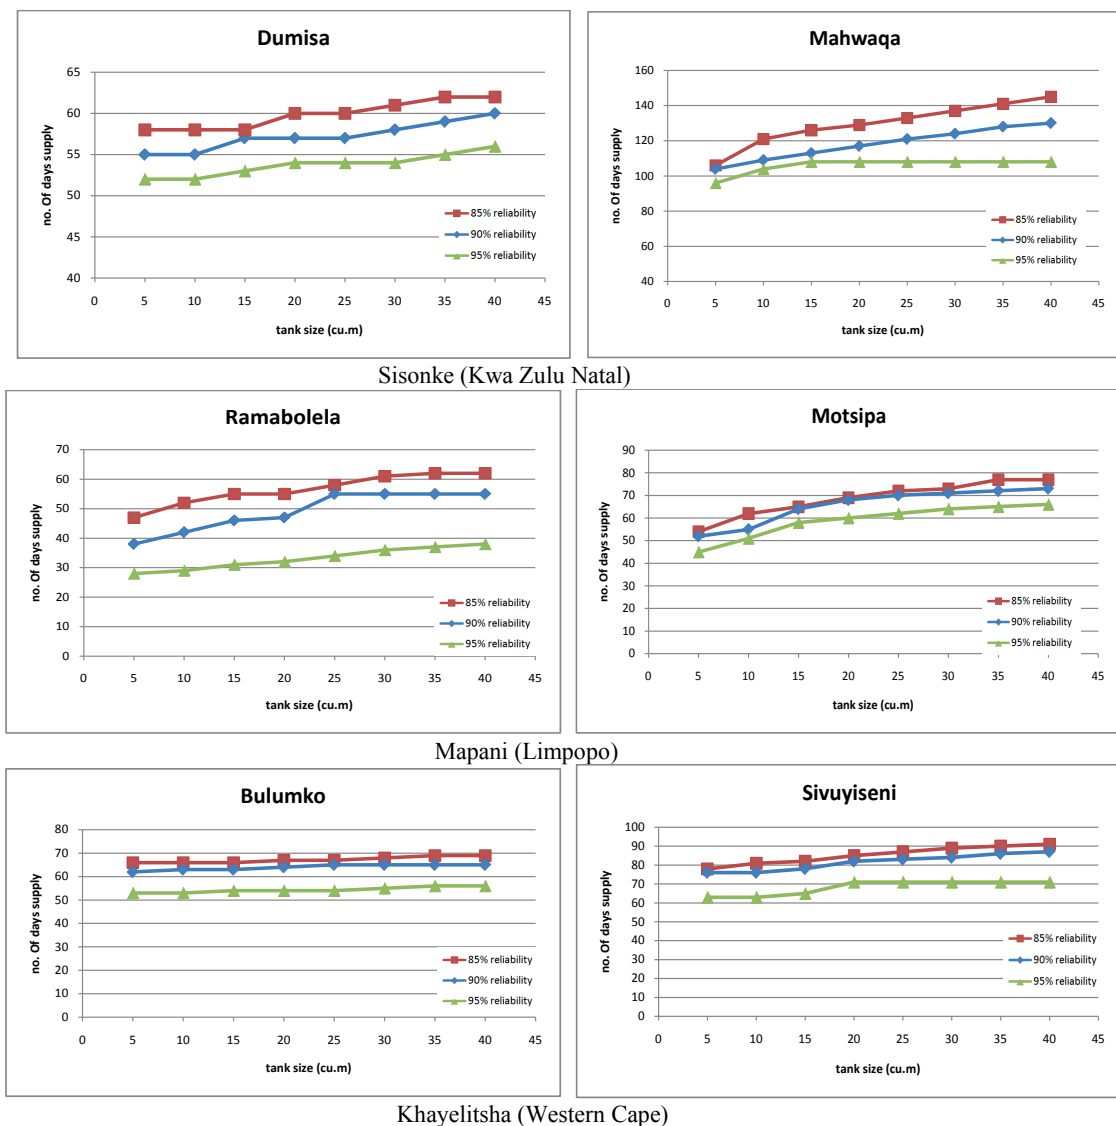 Dumisa
65
60
55
50
45
40
0 5 10 15 20 25 30 35 40 45
no. Of days supply
tank size (cu.m)
85% reliability
90% reliability
95% reliability
Mahwaqa
160
140
120
100
80
60
40
0 5 10 15 20 25 30 35 40 45
no. Of days supply
tank size (cu.m)
85% reliability
90% reliability
95% reliability
Sisonke (Kwa Zulu Natal)
Ramabolela
70
60
50
40
30
20
10
0
0 5 10 15 20 25 30 35 40 45
no. Of days supply
tank size (cu.m)
85% reliability
90% reliability
95% reliability
Motsipa
90
80
70
60
50
40
30
20
10
0
0 5 10 15 20 25 30 35 40 45
no. Of days supply
tank size (cu.m)
85% reliability
90% reliability
95% reliability
Mapani (Limpopo)
Bulumko
80
70
60
50
40
30
20
10
0
0 5 10 15 20 25 30 35 40 45
no. Of days supply
tank size (cu.m)
85% reliability
90% reliability
95% reliability
Sivuyiseni
100
90
80
70
60
50
40
30
20
10
0
0 5 10 15 20 25 30 35 40 45
no. Of days supply
tank size (cu.m)
85% reliability
90% reliability
95% reliability
Khayelitsha (Western Cape)